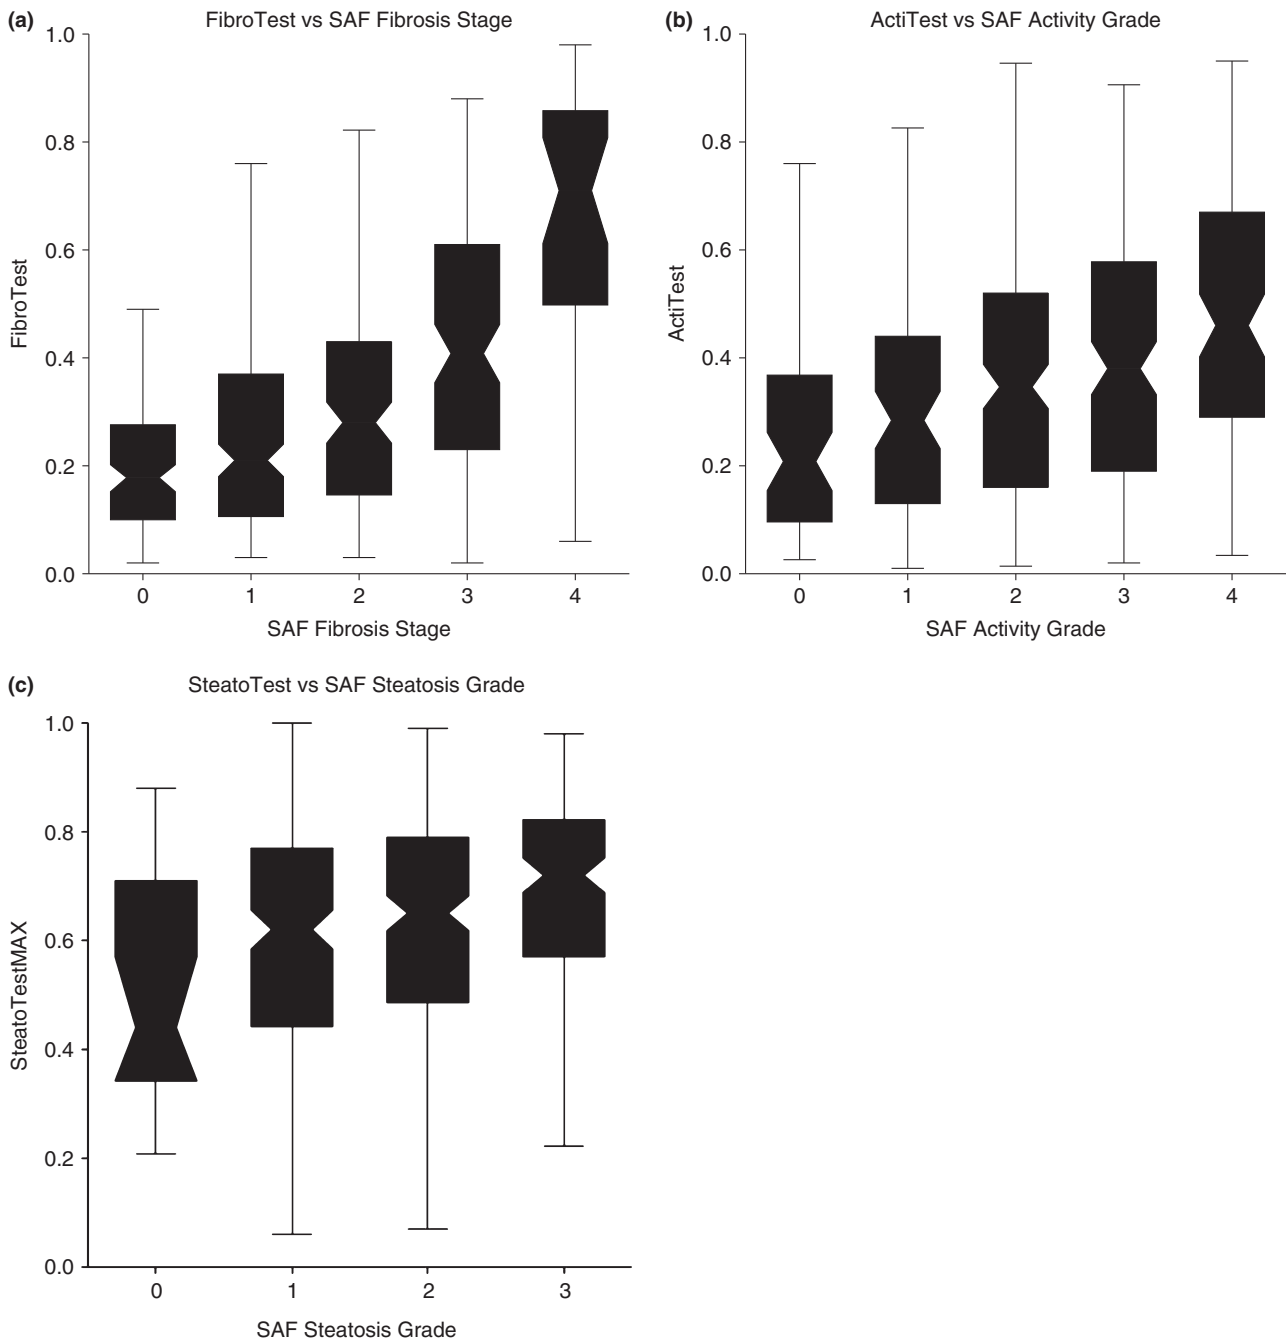 (a)
FibroTest vs SAF Fibrosis Stage
1.0
0.8
0.6
0.4
0.2
0.0
FibroTest
0 1 2 3 4
SAF Fibrosis Stage
(b)
ActiTest vs SAF Activity Grade
1.0
0.8
0.6
0.4
0.2
0.0
ActiTest
0 1 2 3 4
SAF Activity Grade
(c)
SteatoTest vs SAF Steatosis Grade
1.0
0.8
0.6
0.4
0.2
0.0
SteatoTestMAX
0 1 2 3
SAF Steatosis Grade